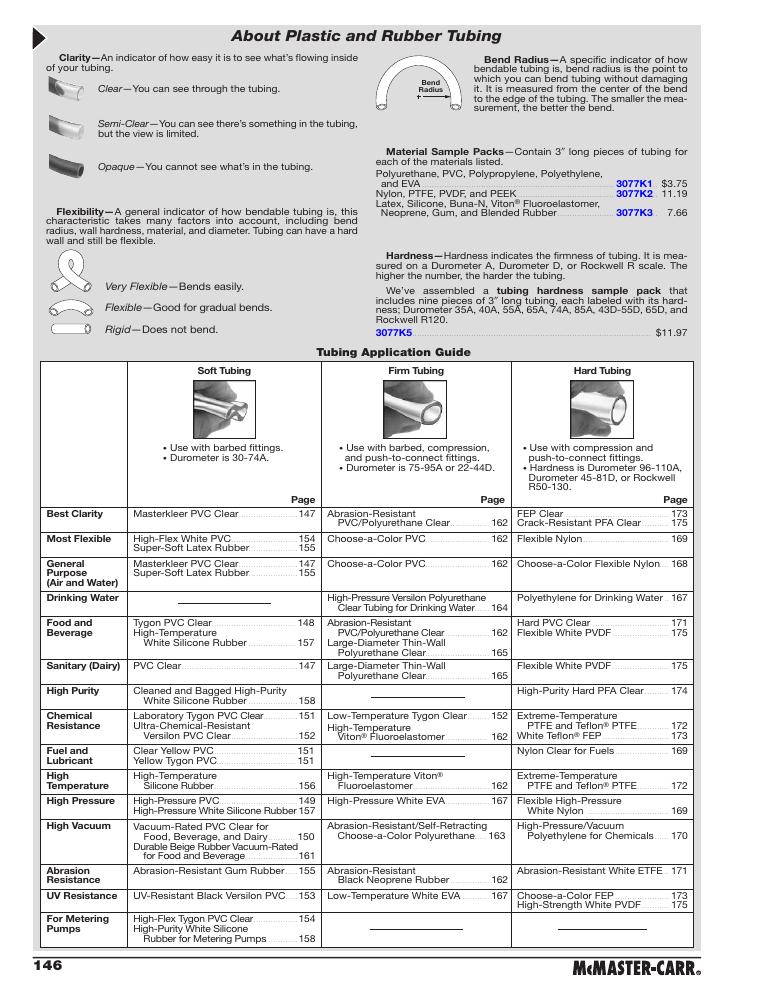 About Plastic and Rubber Tubing
Clarity—An indicator of how easy it is to see what's flowing inside
of your tubing.
Clear—You can see through the tubing.
Semi-Clear—You can see there's something in the tubing,
but the view is limited.
Opaque—You cannot see what's in the tubing.
Flexibility—A general indicator of how bendable tubing is, this
characteristic takes many factors into account, including bend
radius, wall hardness, material, and diameter. Tubing can have a hard
wall and still be flexible.
Very Flexible—Bends easily.
Flexible—Good for gradual bends.
Rigid—Does not bend.
Bend
Radius
Bend Radius—A specific indicator of how
bendable tubing is, bend radius is the point to
which you can bend tubing without damaging
it. It is measured from the center of the bend
to the edge of the tubing. The smaller the mea-
surement, the better the bend.
Material Sample Packs—Contain 3″ long pieces of tubing for
each of the materials listed.
Polyurethane, PVC, Polypropylene, Polyethylene,
and EVA 3077K1 $3.75
Nylon, PTFE, PVDF, and PEEK 3077K2 11.19
Latex, Silicone, Buna-N, Viton® Fluoroelastomer,
Neoprene, Gum, and Blended Rubber 3077K3 7.66
Hardness—Hardness indicates the firmness of tubing. It is mea-
sured on a Durometer A, Durometer D, or Rockwell R scale. The
higher the number, the harder the tubing.
We've assembled a tubing hardness sample pack that
includes nine pieces of 3″ long tubing, each labeled with its hard-
ness; Durometer 35A, 40A, 55A, 65A, 74A, 85A, 43D-55D, 65D, and
Rockwell R120.
3077K5 $11.97
Tubing Application Guide
Soft Tubing
• Use with barbed fittings.
• Durometer is 30-74A.
Page
Firm Tubing
• Use with barbed, compression,
and push-to-connect fittings.
• Durometer is 75-95A or 22-44D.
Page
Hard Tubing
• Use with compression and
push-to-connect fittings.
• Hardness is Durometer 96-110A,
Durometer 45-81D, or Rockwell
R50-130.
Page
Best Clarity
Masterkleer PVC Clear 147
Abrasion-Resistant
PVC/Polyurethane Clear 162
FEP Clear 173
Crack-Resistant PFA Clear 175
Most Flexible
High-Flex White PVC 154
Super-Soft Latex Rubber 155
Choose-a-Color PVC 162
Flexible Nylon 169
General
Purpose
(Air and Water)
Masterkleer PVC Clear 147
Super-Soft Latex Rubber 155
Choose-a-Color PVC 162
Choose-a-Color Flexible Nylon 168
Drinking Water
High-Pressure Versilon Polyurethane
Clear Tubing for Drinking Water 164
Polyethylene for Drinking Water 167
Food and
Beverage
Tygon PVC Clear 148
High-Temperature
White Silicone Rubber 157
Abrasion-Resistant
PVC/Polyurethane Clear 162
Large-Diameter Thin-Wall
Polyurethane Clear 165
Hard PVC Clear 171
Flexible White PVDF 175
Sanitary (Dairy)
PVC Clear 147
Large-Diameter Thin-Wall
Polyurethane Clear 165
Flexible White PVDF 175
High Purity
Cleaned and Bagged High-Purity
White Silicone Rubber 158
High-Purity Hard PFA Clear 174
Chemical
Resistance
Laboratory Tygon PVC Clear 151
Ultra-Chemical-Resistant
Versilon PVC Clear 152
Low-Temperature Tygon Clear 152
High-Temperature
Viton® Fluoroelastomer 162
Extreme-Temperature
PTFE and Teflon® PTFE 172
White Teflon® FEP 173
Fuel and
Lubricant
Clear Yellow PVC 151
Yellow Tygon PVC 151
Nylon Clear for Fuels 169
High
Temperature
High-Temperature
Silicone Rubber 156
High-Temperature Viton®
Fluoroelastomer 162
Extreme-Temperature
PTFE and Teflon® PTFE 172
High Pressure
High-Pressure PVC 149
High-Pressure White Silicone Rubber 157
High-Pressure White EVA 167
Flexible High-Pressure
White Nylon 169
High Vacuum
Vacuum-Rated PVC Clear for
Food, Beverage, and Dairy 150
Durable Beige Rubber Vacuum-Rated
for Food and Beverage 161
Abrasion-Resistant/Self-Retracting
Choose-a-Color Polyurethane 163
High-Pressure/Vacuum
Polyethylene for Chemicals 170
Abrasion
Resistance
Abrasion-Resistant Gum Rubber 155
Abrasion-Resistant
Black Neoprene Rubber 162
Abrasion-Resistant White ETFE 171
UV Resistance
UV-Resistant Black Versilon PVC 153
Low-Temperature White EVA 167
Choose-a-Color FEP 173
High-Strength White PVDF 175
For Metering
Pumps
High-Flex Tygon PVC Clear 154
High-Purity White Silicone
Rubber for Metering Pumps 158
146
McMASTER-CARR®